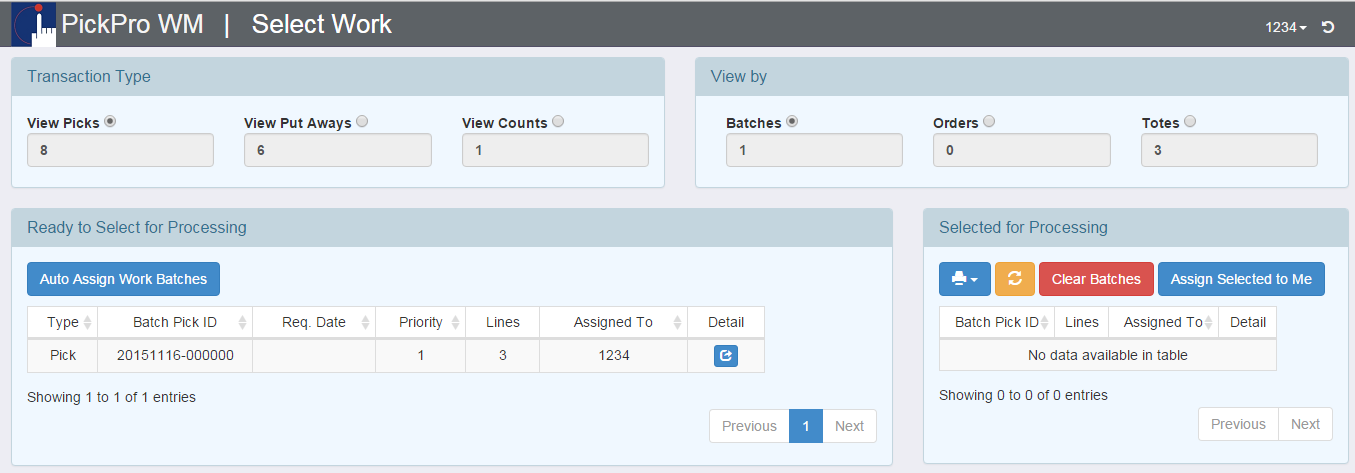 PickPro WM | Select Work
1234
Transaction Type
View Picks
View Put Aways
View Counts
8
6
1
View by
Batches
Orders
Totes
1
0
3
Ready to Select for Processing
Auto Assign Work Batches
Type Batch Pick ID Req. Date Priority Lines Assigned To Detail
Pick 20151116-000000 1 3 1234
Showing 1 to 1 of 1 entries
Previous 1 Next
Selected for Processing
Clear Batches Assign Selected to Me
Batch Pick ID Lines Assigned To Detail
No data available in table
Showing 0 to 0 of 0 entries
Previous Next